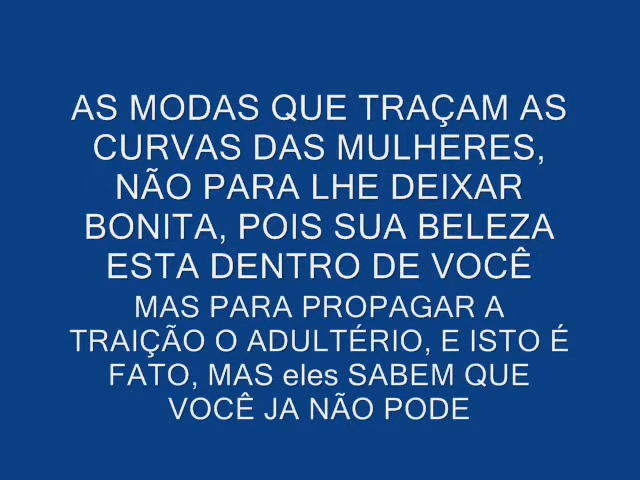 AS MODAS QUE TRAÇAM AS
CURVAS DAS MULHERES,
NÃO PARA LHE DEIXAR
BONITA, POIS SUA BELEZA
ESTA DENTRO DE VOCÊ
MAS PARA PROPAGAR A
TRAIÇÃO O ADULTÉRIO, E ISTO É
FATO, MAS eles SABEM QUE
VOCÊ JA NÃO PODE